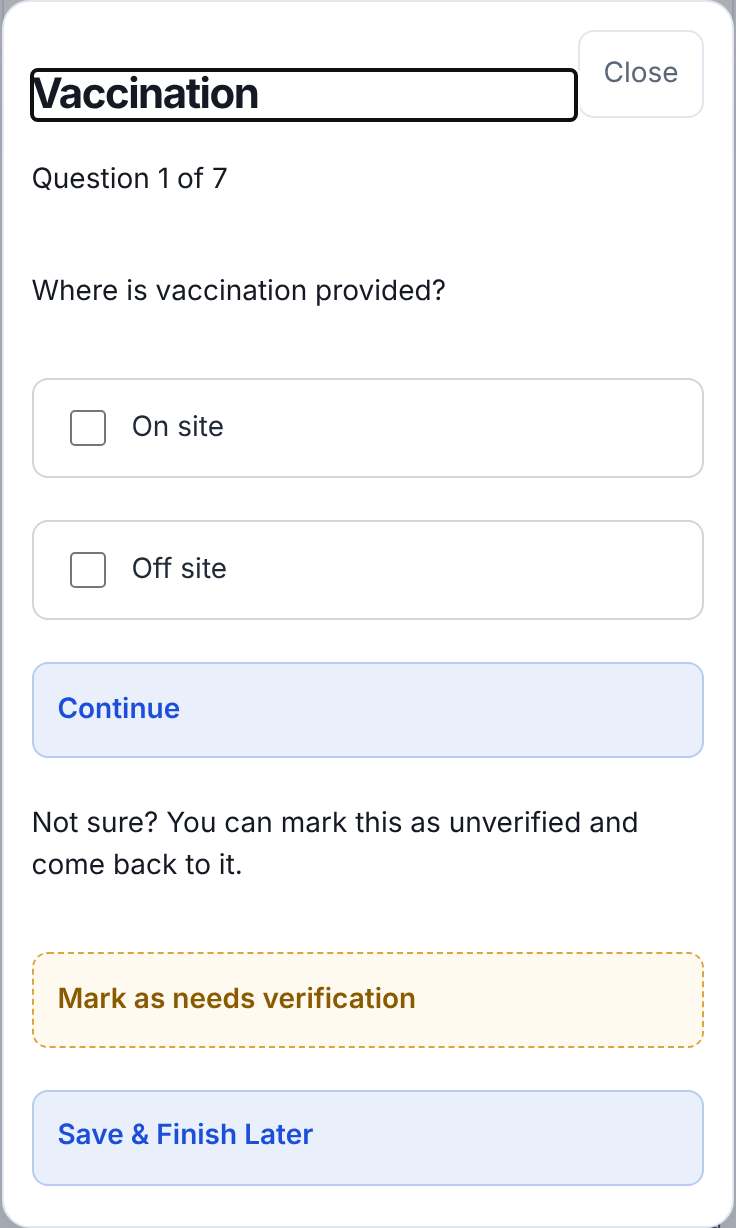 Vaccination
Close
Question 1 of 7
Where is vaccination provided?
On site
Off site
Continue
Not sure? You can mark this as unverified and
come back to it.
Mark as needs verification
Save & Finish Later